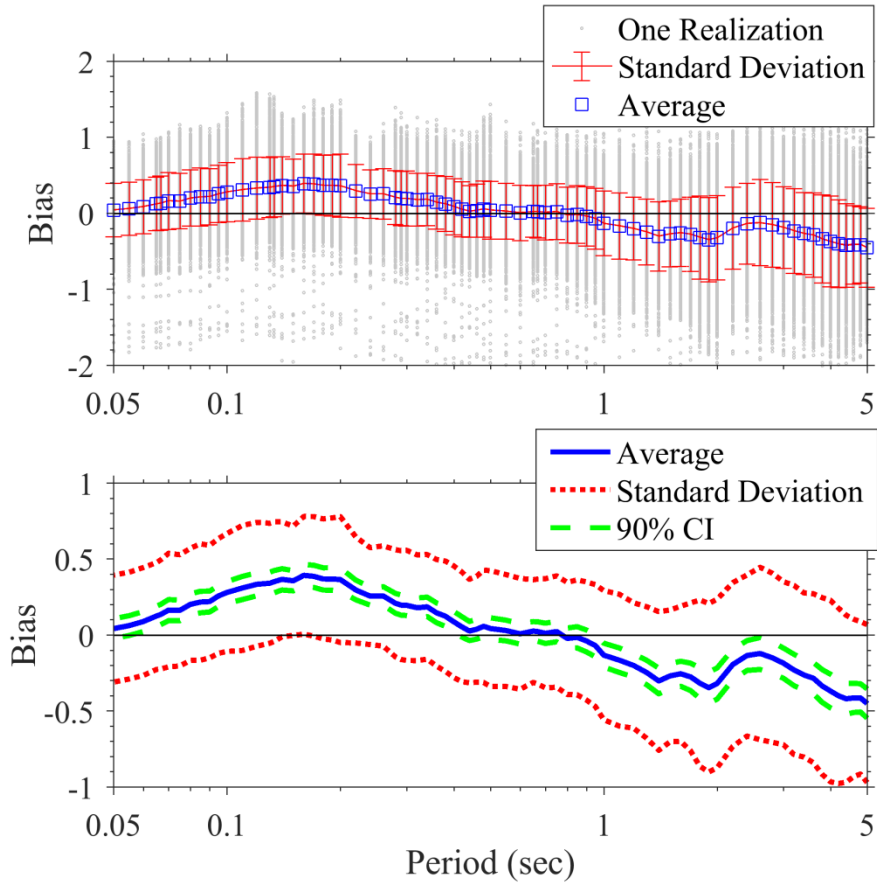 One Realization
Standard Deviation
Average
2
1
0
-1
-2
Bias
0.05
0.1
1
5
Average
Standard Deviation
90% CI
1
0.5
0
-0.5
-1
Bias
0.05
0.1
1
5
Period (sec)